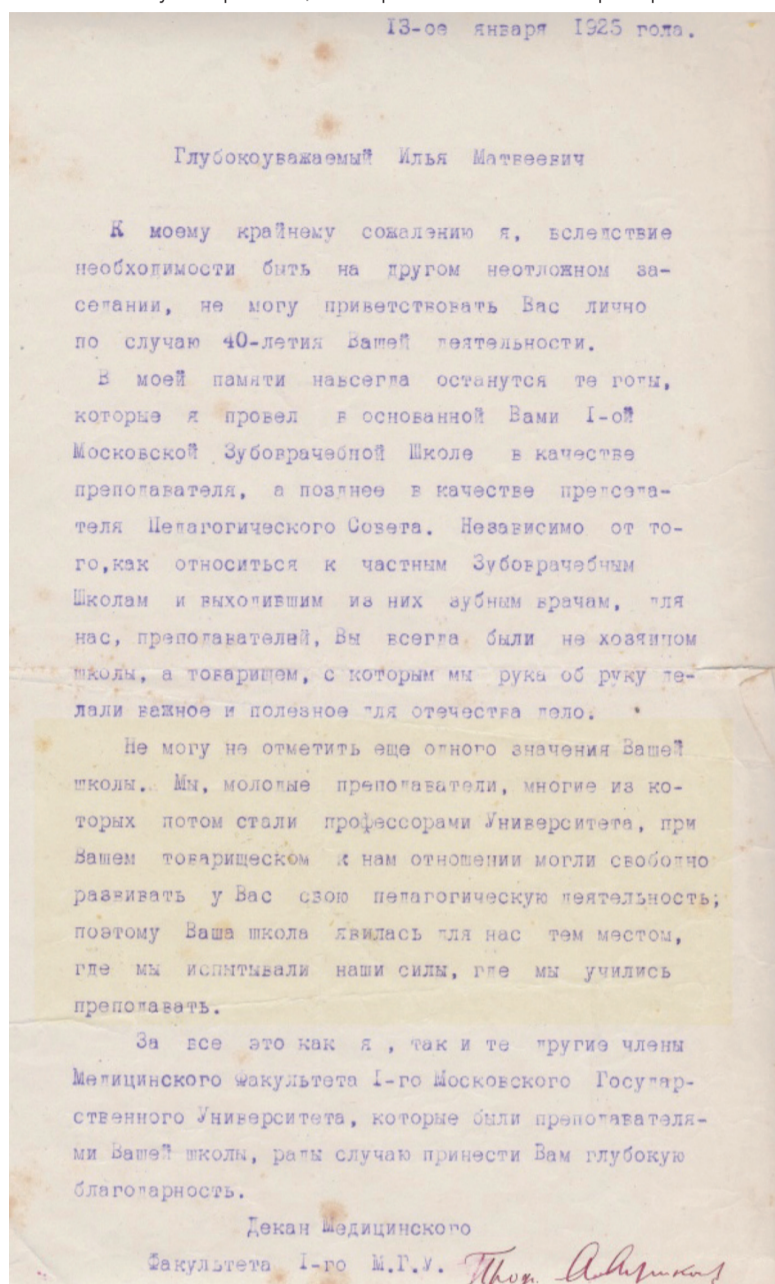 13-ое января 1925 года.
Глубокоуважаемый Илья Матвеевич
К моему крайнему сожалению я, вследствие
необходимости быть на другом неотложном за-
седании, не могу приветствовать Вас лично
по случаю 40-летия Вашей деятельности.
В моей памяти навсегда останутся те годы,
которые я провел в основанной Вами I-ой
Московской Зубоврачебной Школе в качестве
преподавателя, а позднее в качестве председа-
теля Педагогического Совета. Независимо от то-
го,как относиться к частным Зубоврачебным
Школам и выходившим из них зубным врачам, для
нас, преподавателей, Вы всегда были не хозяином
школы, а товарищем, с которым мы рука об руку де-
лали важное и полезное для отечества дело.
Не могу не отметить еще одного значения Вашей
школы. Мы, молодые преподаватели, многие из ко-
торых потом стали профессорами Университета, при
Вашем товарищеском к нам отношении могли свободно
развивать у Вас свою педагогическую деятельность;
поэтому Ваша школа явилась для нас тем местом,
где мы испытывали наши силы, где мы учились
преподавать.
За все это как я , так и те другие члены
Медицинского Факультета I-го Московского Государ-
ственного Университета, которые были преподавателя-
ми Вашей школы, рады случаю принести Вам глубокую
благодарность.
Декан Медицинского
Факультета I-го М.Г.У. Проф.